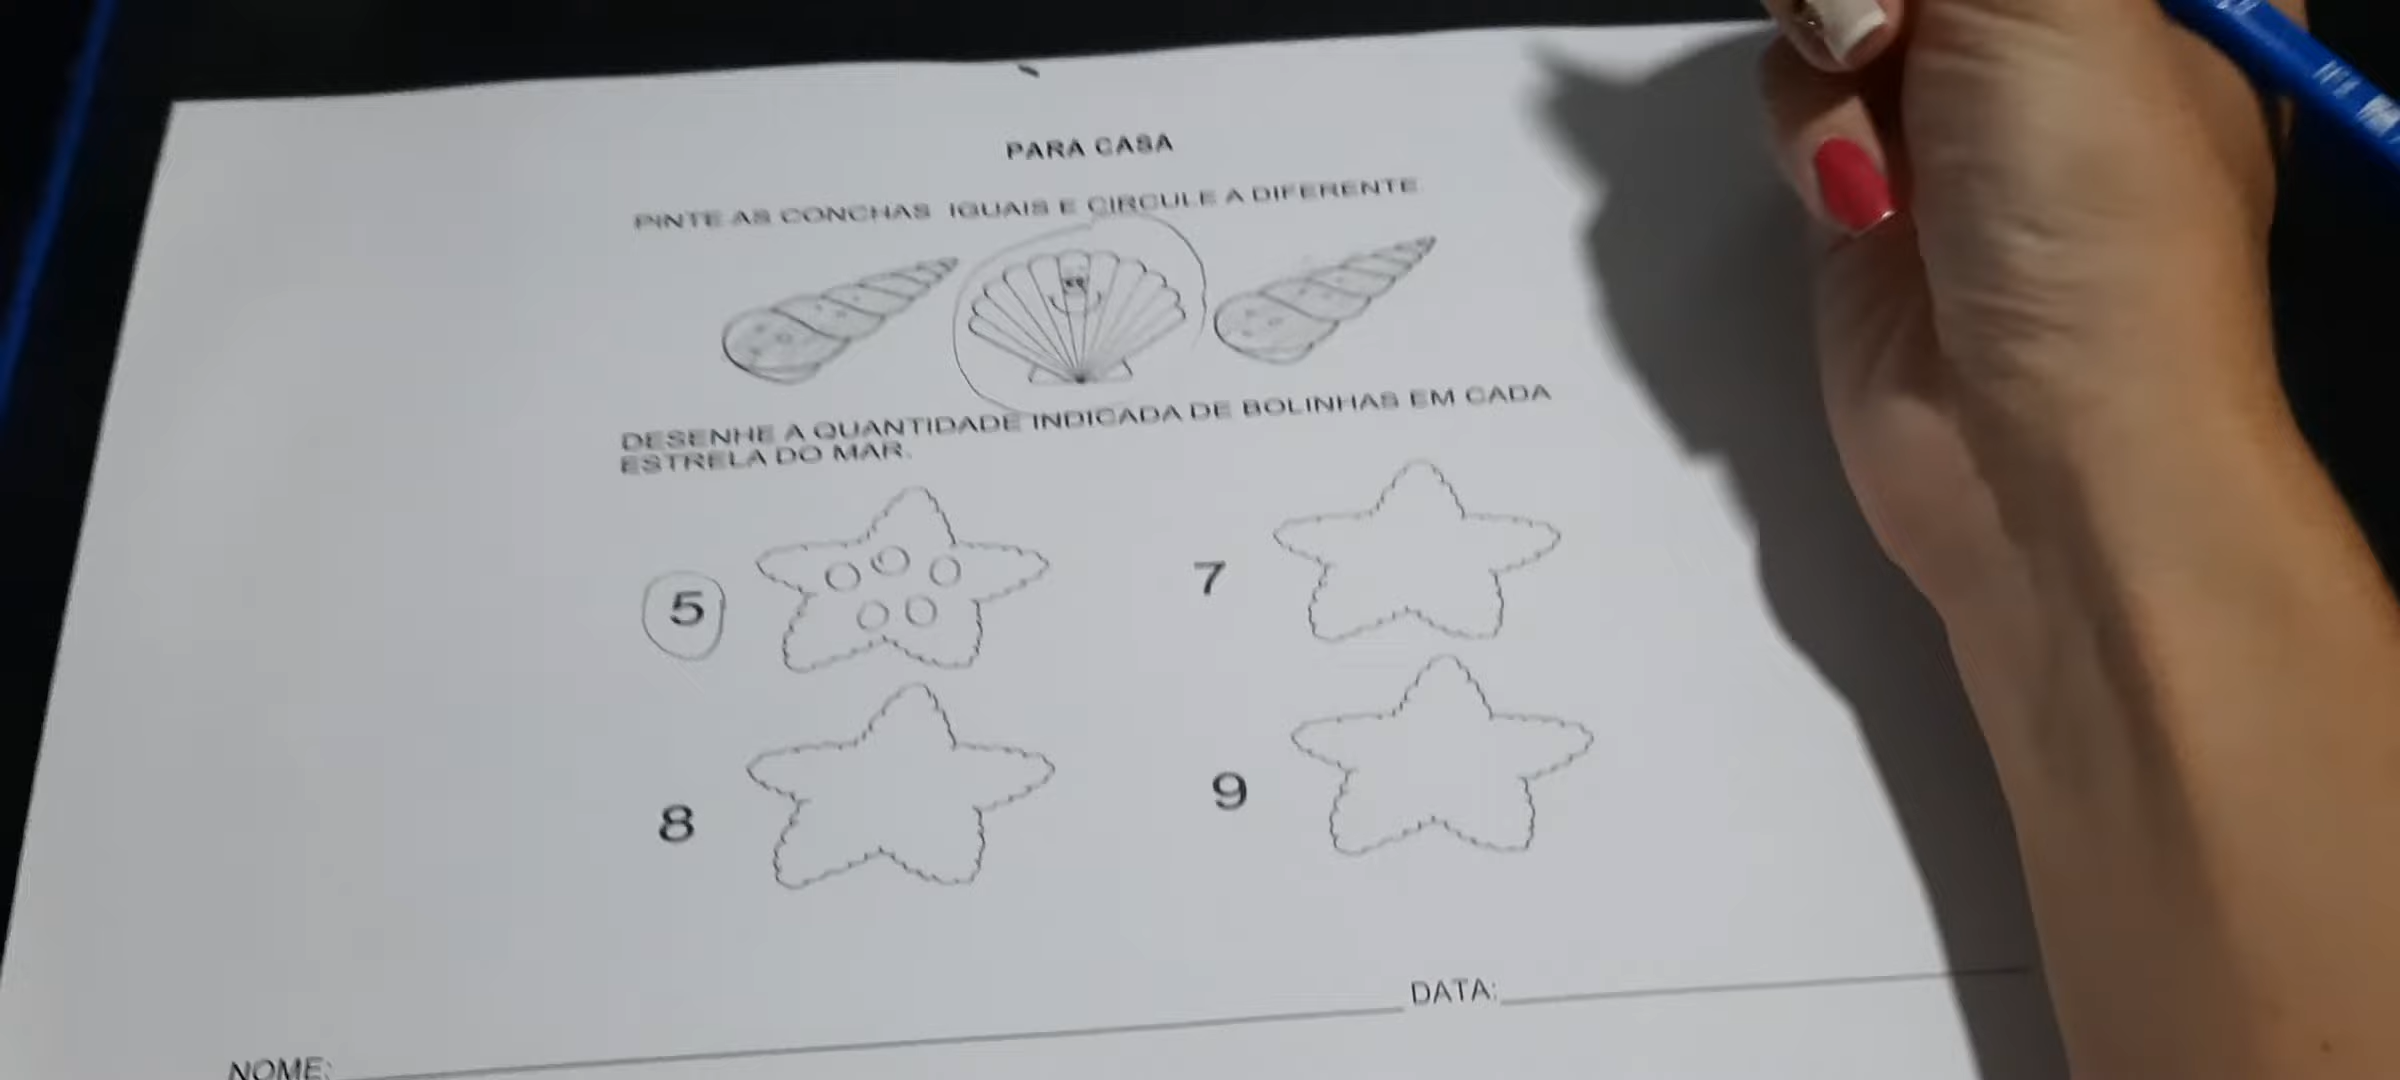 PARA CASA
PINTE AS CONCHAS IGUAIS E CIRCULE A DIFERENTE
DESENHE A QUANTIDADE INDICADA DE BOLINHAS EM CADA
ESTRELA DO MAR.
5
7
8
9
DATA:
NOME: